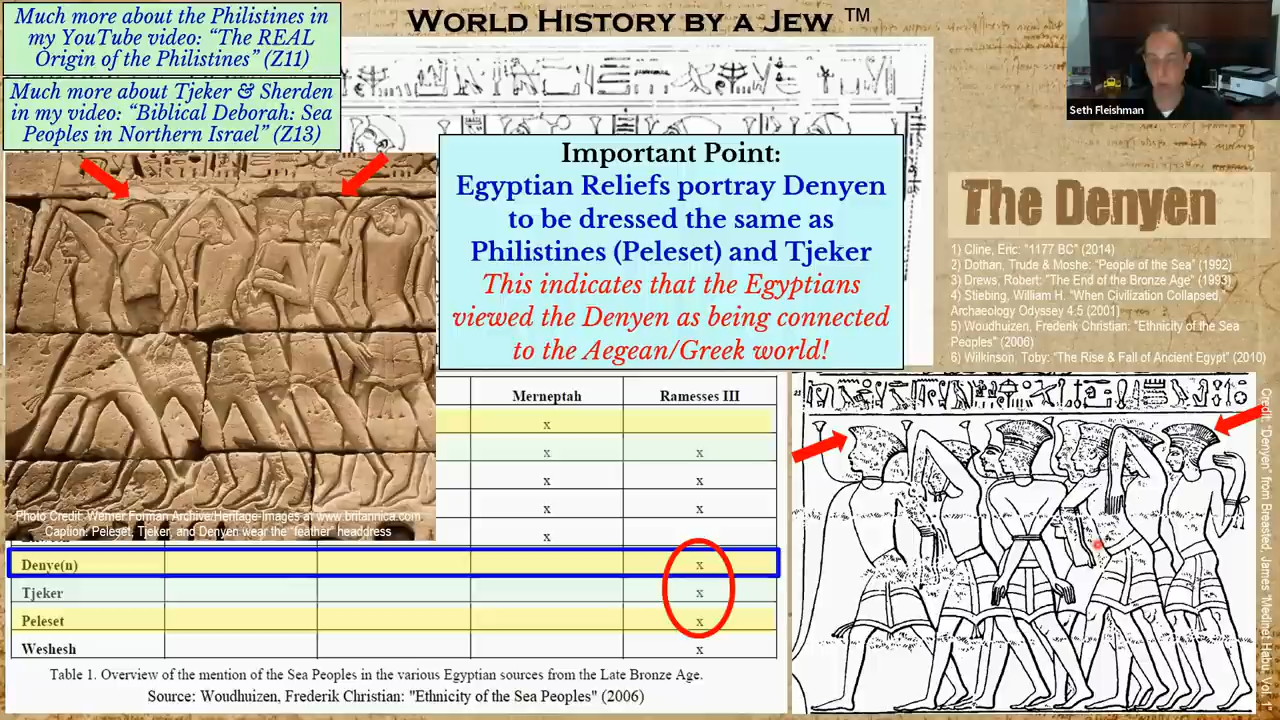 Much more about the Philistines in
my YouTube video: “The REAL
Origin of the Philistines” (Z11)
Much more about Tjeker & Sherden
in my video: “Biblical Deborah: Sea
Peoples in Northern Israel” (Z13)
WORLD HISTORY BY A JEW ™
Seth Fleishman
Important Point:
Egyptian Reliefs portray Denyen
to be dressed the same as
Philistines (Peleset) and Tjeker
This indicates that the Egyptians
viewed the Denyen as being connected
to the Aegean/Greek world!
The Denyen
1) Cline, Eric: "1177 BC" (2014)
2) Dothan, Trude & Moshe: "People of the Sea" (1992)
3) Drews, Robert: "The End of the Bronze Age" (1993)
4) Stiebing, William H. "When Civilization Collapsed,"
Archaeology Odyssey 4.5 (2001)
5) Woudhuizen, Frederik Christian: "Ethnicity of the Sea
Peoples" (2006)
6) Wilkinson, Toby: "The Rise & Fall of Ancient Egypt" (2010)
Photo Credit: Werner Forman Archive/Heritage-Images at www.britannica.com
Caption: Peleset, Tjeker, and Denyen wear the "feather" headdress
Merneptah Ramesses III
x
x x
x x
x x
x
Denye(n) x
Tjeker x
Peleset x
Weshesh x
Table 1. Overview of the mention of the Sea Peoples in the various Egyptian sources from the Late Bronze Age.
Source: Woudhuizen, Frederik Christian: "Ethnicity of the Sea Peoples" (2006)
Credit: "Denyen" from Breasted, James "Medinet Habu Vol. 1"